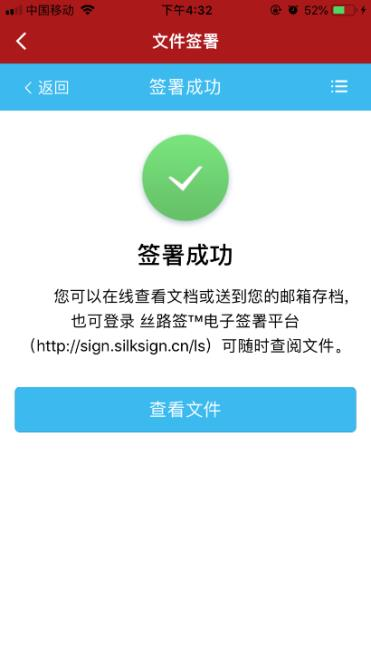 中国移动 下午4:32 52%
文件签署
返回 签署成功
签署成功
您可以在线查看文档或送到您的邮箱存档，
也可登录 丝路签™电子签署平台
（http://sign.silksign.cn/ls）可随时查阅文件。
查看文件